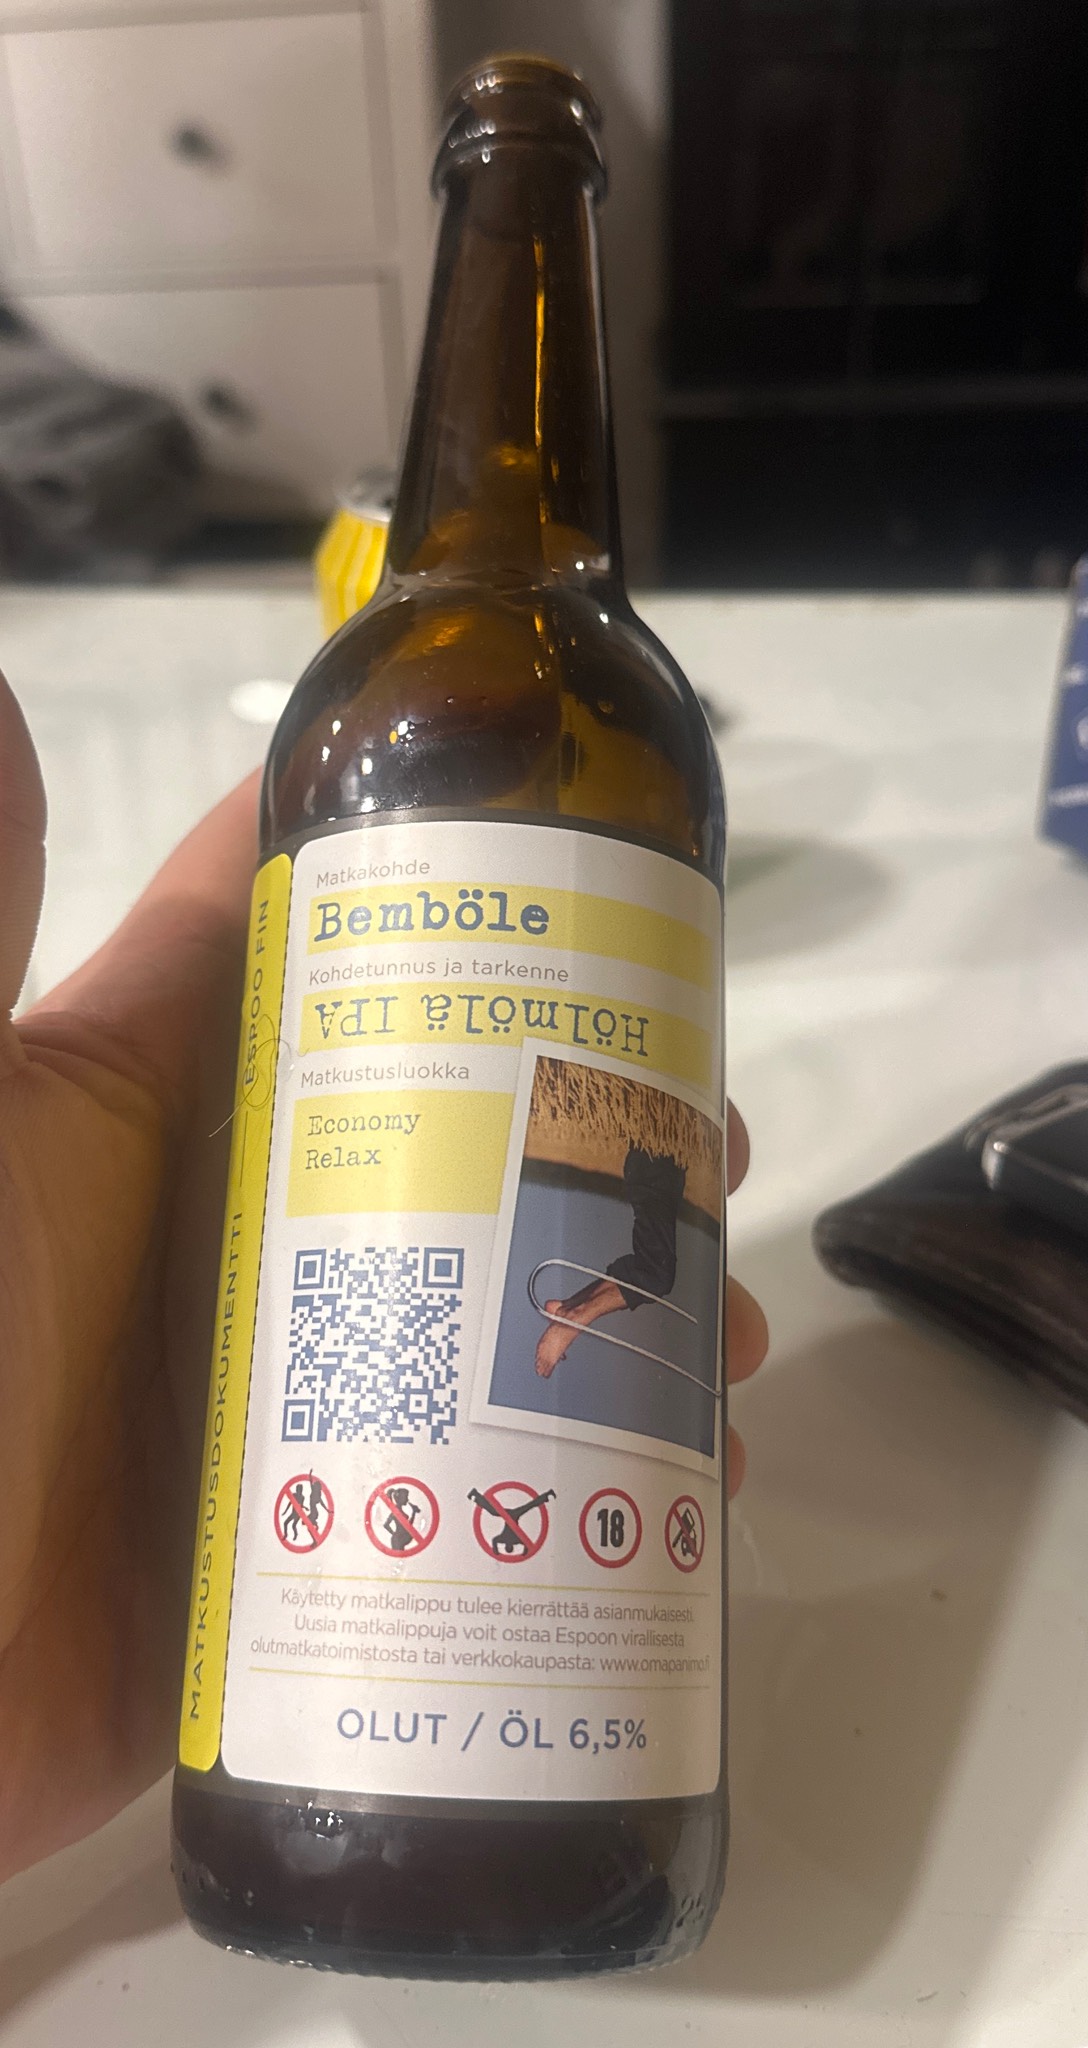 Matkakohde
Bemböle
Kohdetunnus ja tarkenne
Hölmölä IPA
Matkustusluokka
Economy
Relax
18
Käytetty matkalippu tulee kierrättää asianmukaisesti.
Uusia matkalippuja voit ostaa Espoon virallisesta
olutmatkatoimistosta tai verkkokaupasta: www.omapanimo.fi
OLUT / ÖL 6,5%
MATKUSTUSDOKUMENTTI — ESPOO FIN